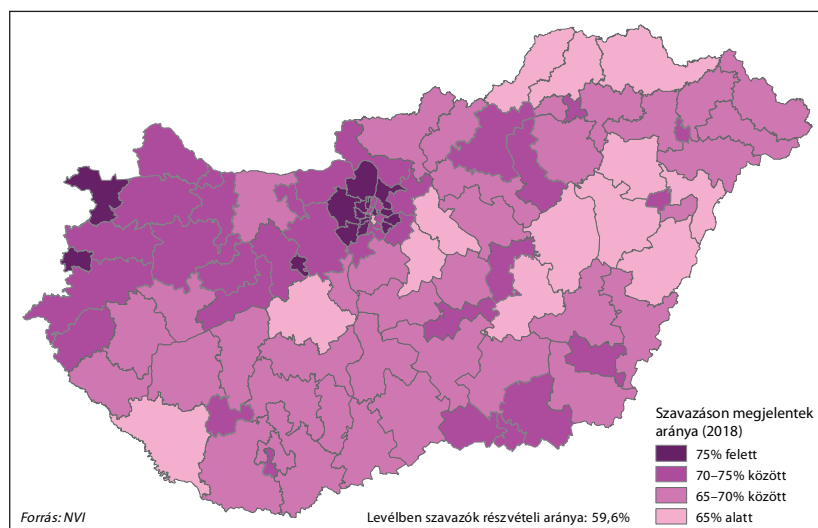 Szavazáson megjelentek
aránya (2018)
75% felett
70–75% között
65–70% között
65% alatt
Forrás: NVI
Levélben szavazók részvételi aránya: 59,6%